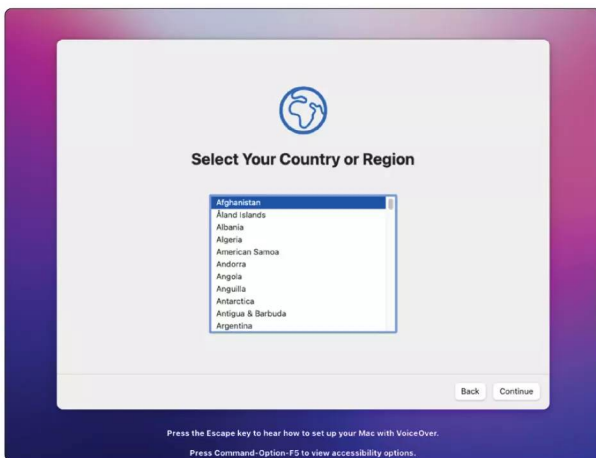 Select Your Country or Region
Afghanistan
Åland Islands
Albania
Algeria
American Samoa
Andorra
Angola
Anguilla
Antarctica
Antigua & Barbuda
Argentina
Back
Continue
Press the Escape key to hear how to set up your Mac with VoiceOver.
Press Command-Option-F5 to view accessibility options.